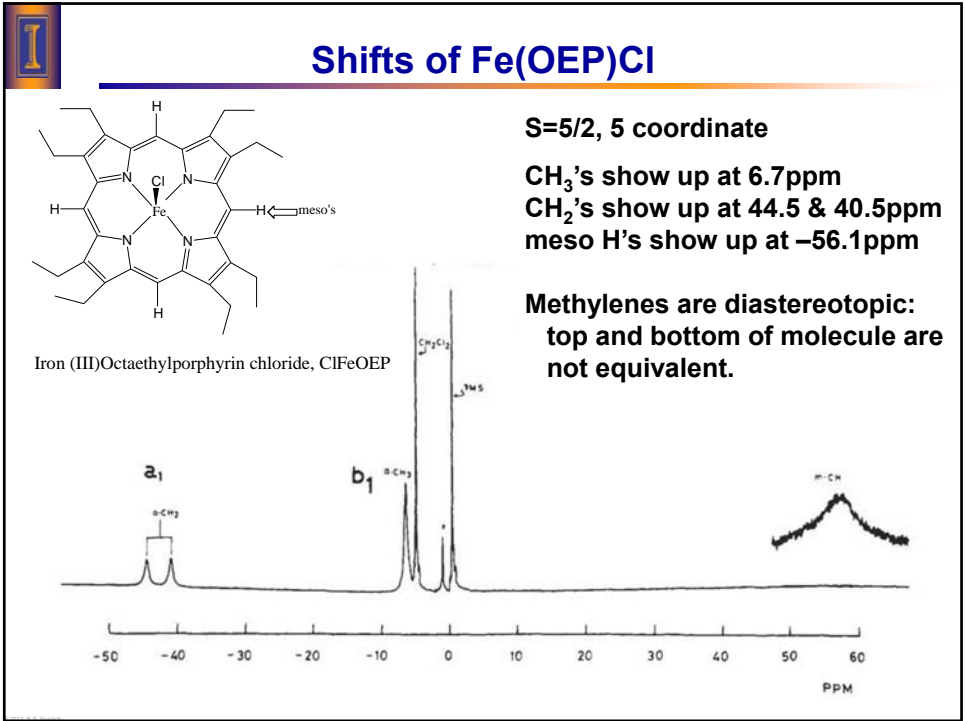 Shifts of Fe(OEP)Cl
H
N
Cl
N
H
Fe
H
meso's
N
N
H
Iron (III)Octaethylporphyrin chloride, ClFeOEP
S=5/2, 5 coordinate
CH₃'s show up at 6.7ppm
CH₂'s show up at 44.5 & 40.5ppm
meso H's show up at –56.1ppm
Methylenes are diastereotopic:
top and bottom of molecule are
not equivalent.
CH₂Cl₂
TMS
a₁
α-CH₂
b₁
α-CH₃
m-CH
-50 -40 -30 -20 -10 0 10 20 30 40 50 60
PPM